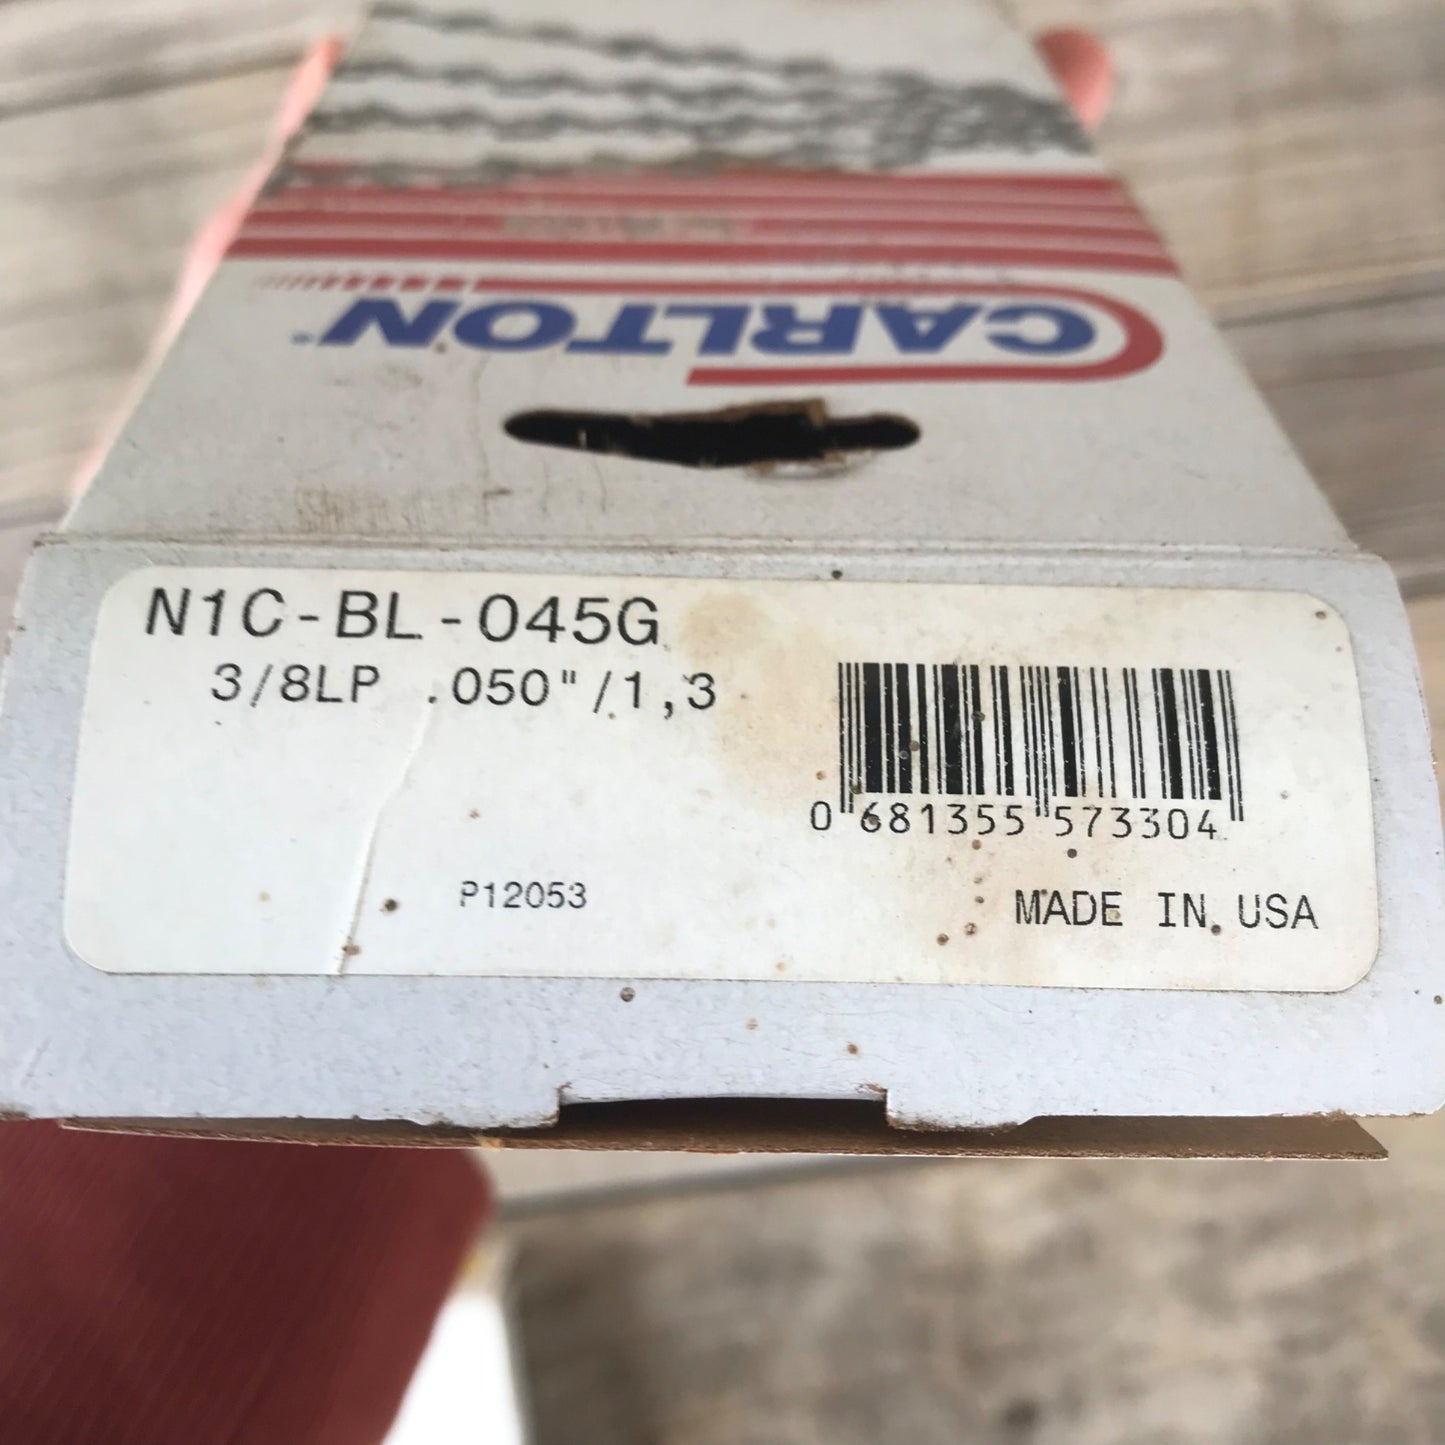 CARLTON®
N1C-BL-045G
3/8LP .050"/1,3
0 681355 573304
P12053
MADE IN USA